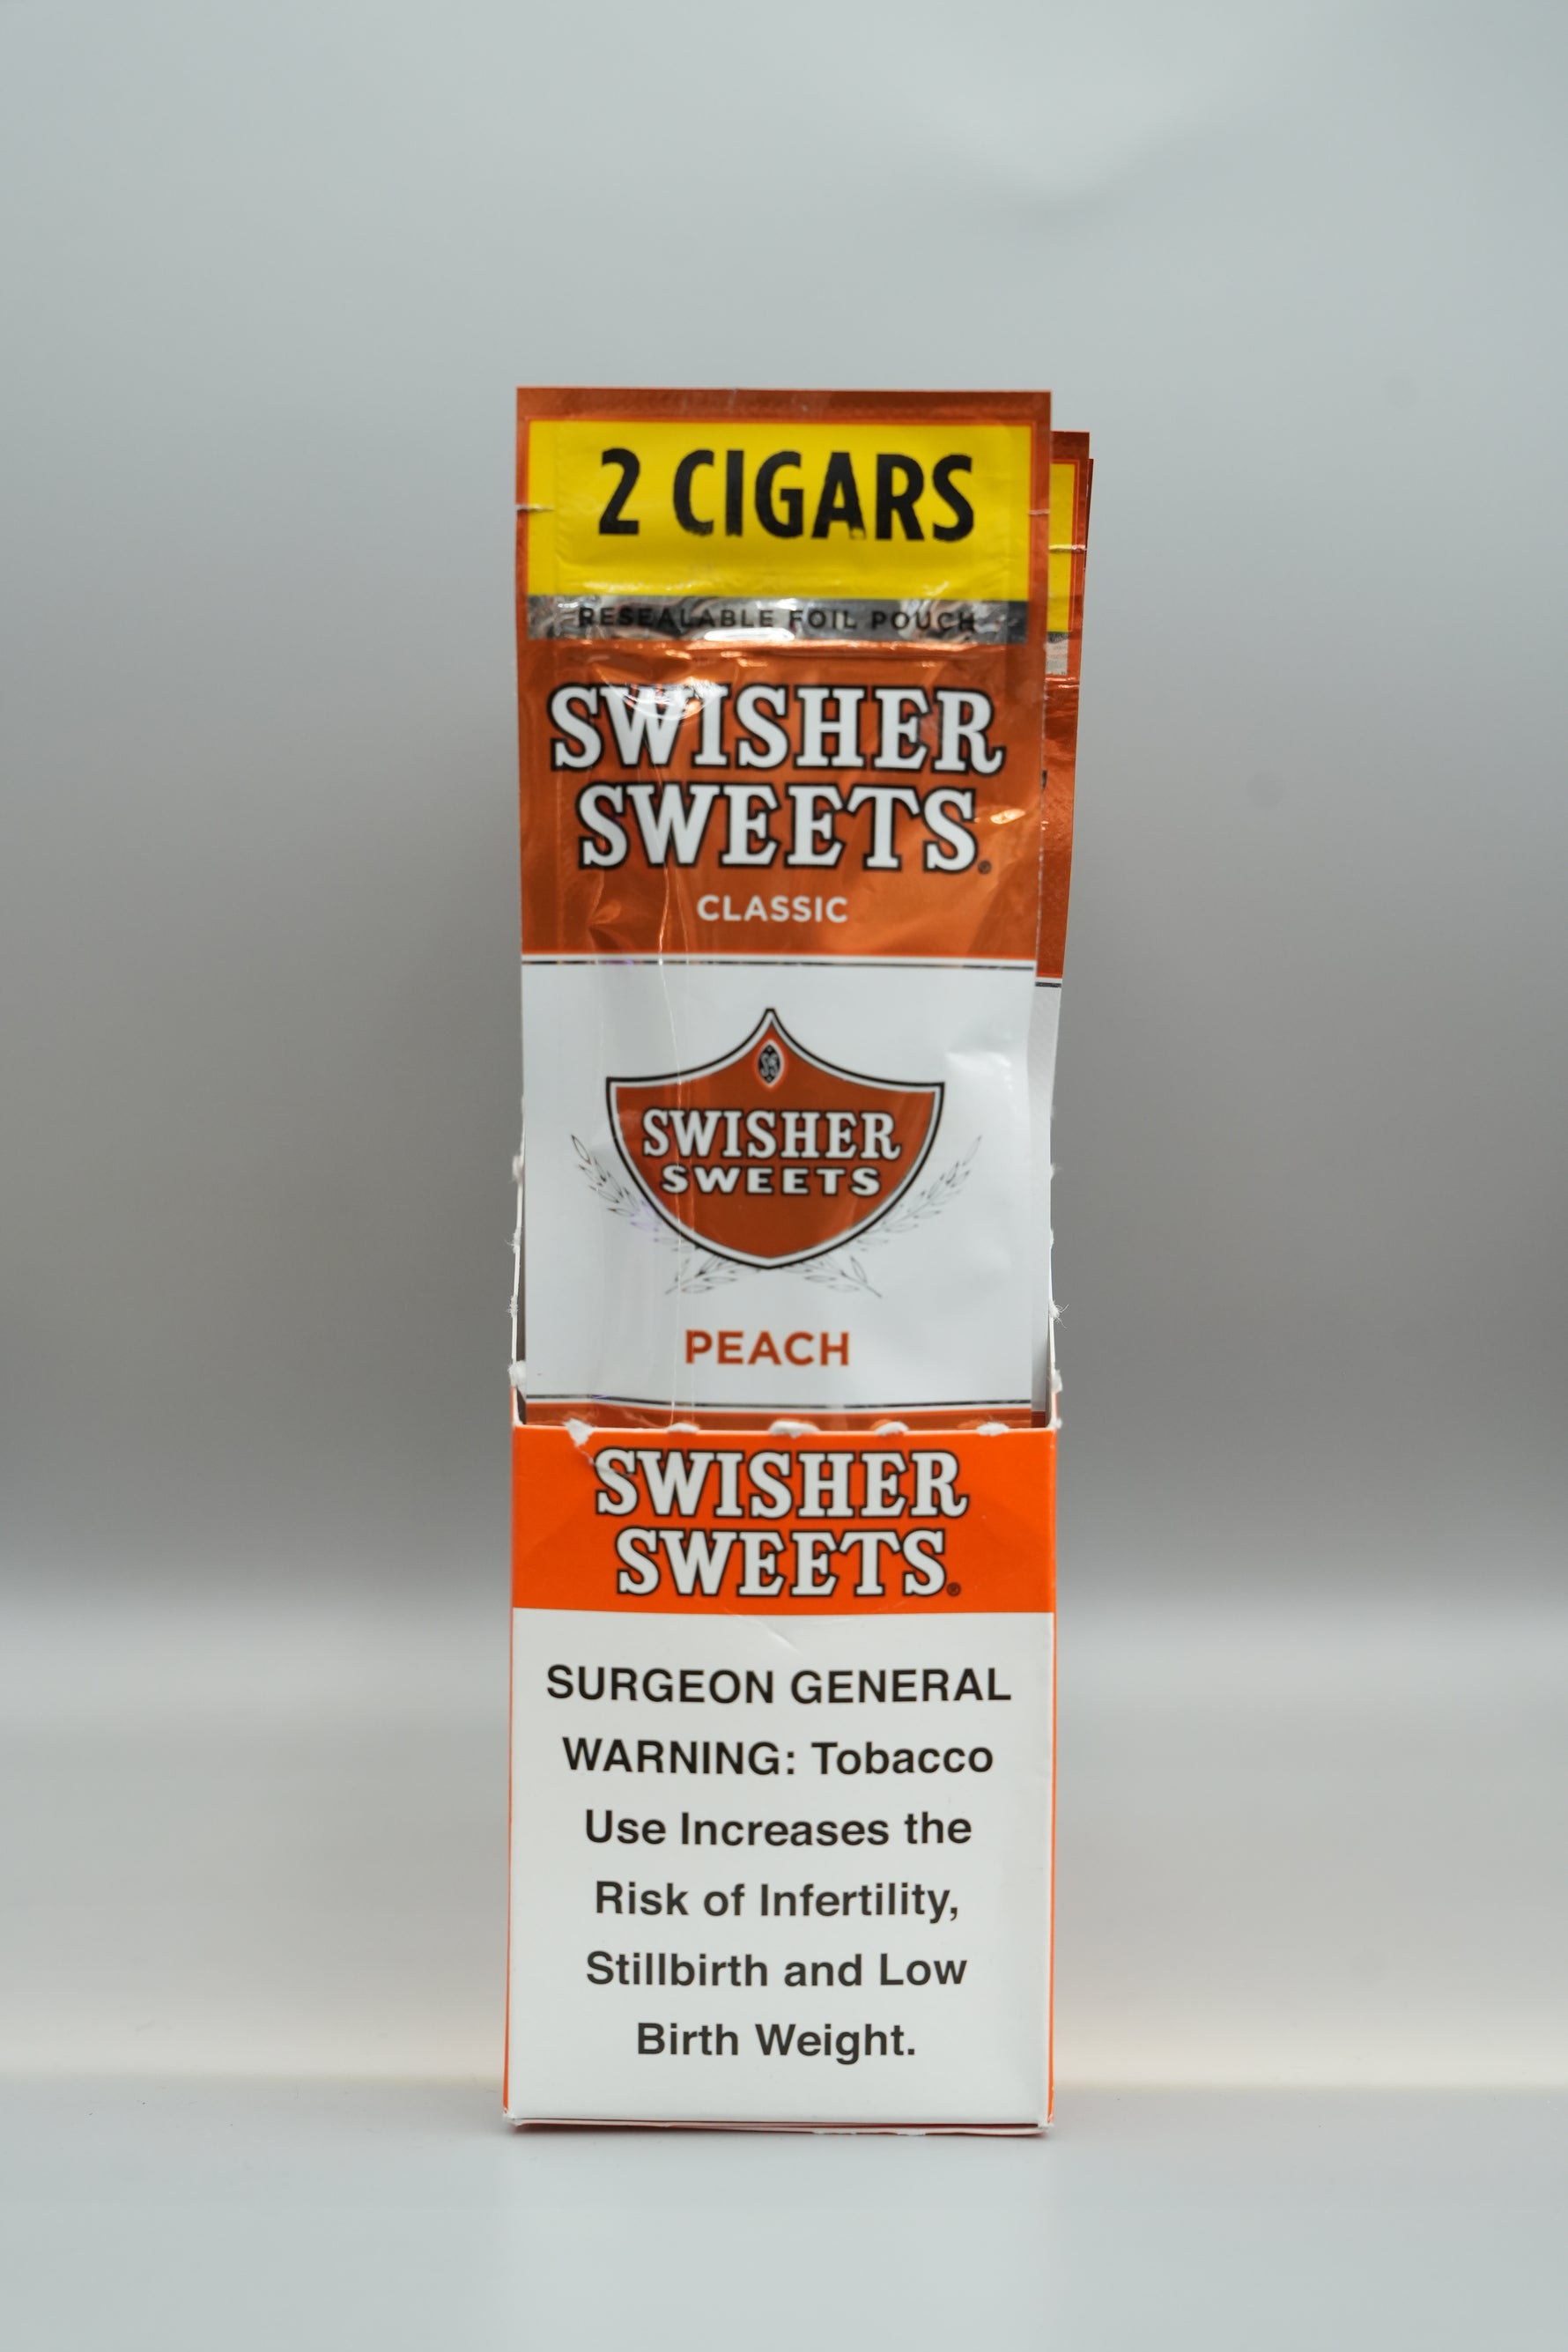 2 CIGARS
RESEALABLE FOIL POUCH
SWISHER
SWEETS®
CLASSIC
SWISHER
SWEETS
PEACH
SWISHER
SWEETS®
SURGEON GENERAL
WARNING: Tobacco
Use Increases the
Risk of Infertility,
Stillbirth and Low
Birth Weight.